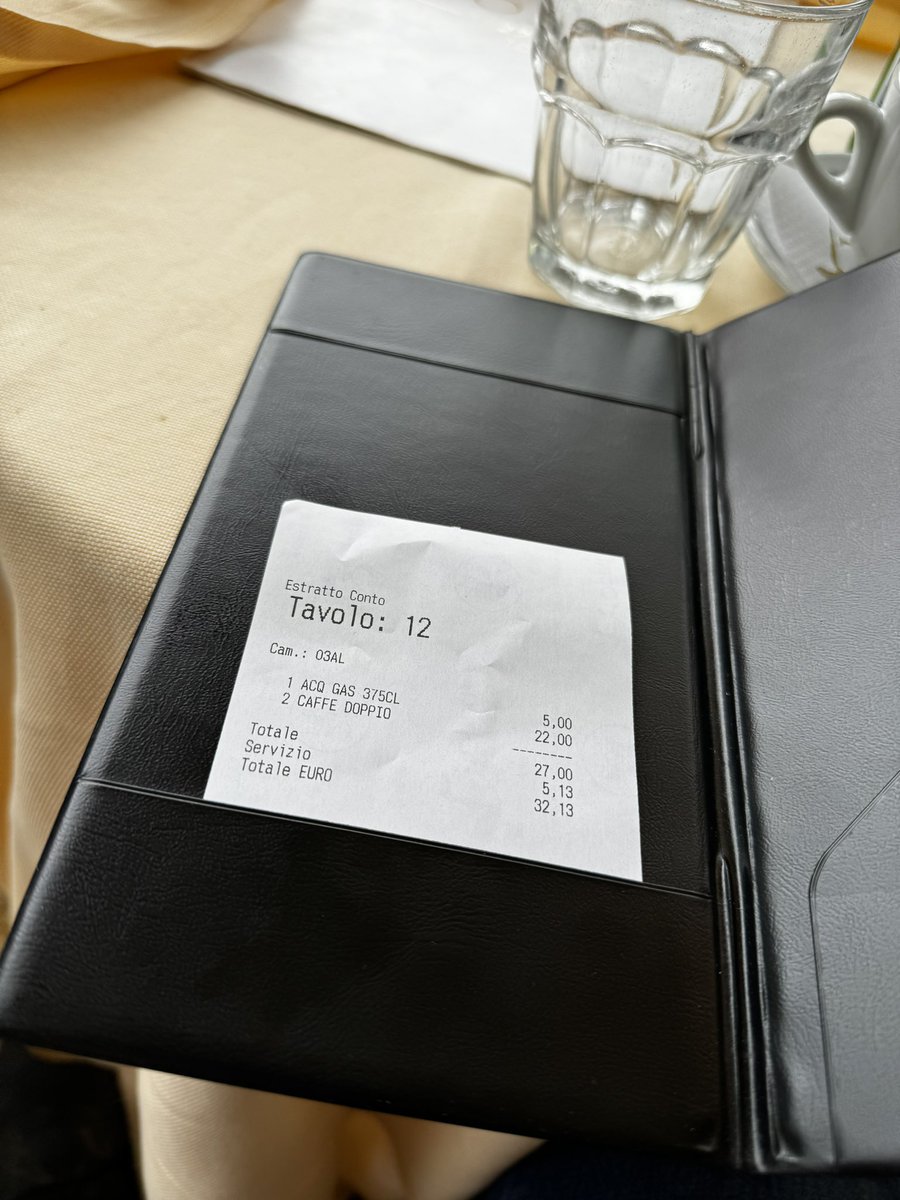 Estratto Conto
Tavolo: 12
Cam.: 03AL
1 ACQ GAS 375CL 5,00
2 CAFFE DOPPIO 22,00
--------
Totale 27,00
Servizio 5,13
Totale EURO 32,13